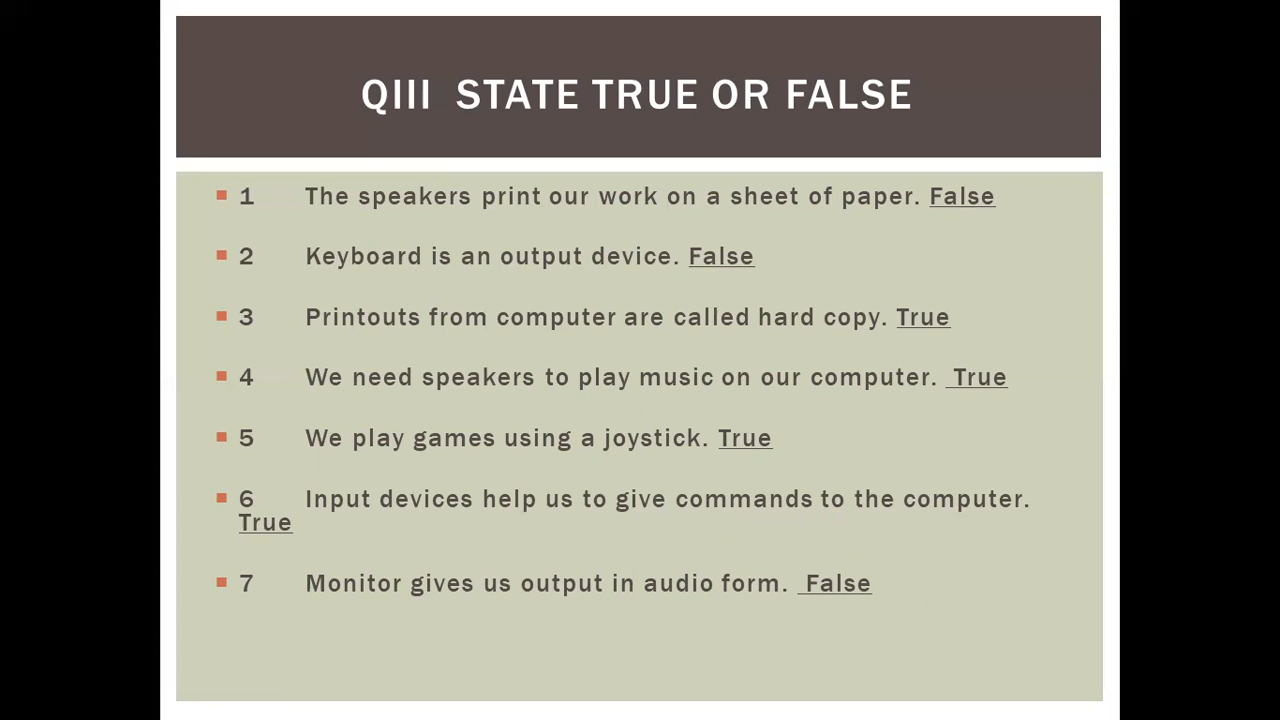 QIII STATE TRUE OR FALSE
1 The speakers print our work on a sheet of paper. False
2 Keyboard is an output device. False
3 Printouts from computer are called hard copy. True
4 We need speakers to play music on our computer. True
5 We play games using a joystick. True
6 Input devices help us to give commands to the computer.
True
7 Monitor gives us output in audio form. False